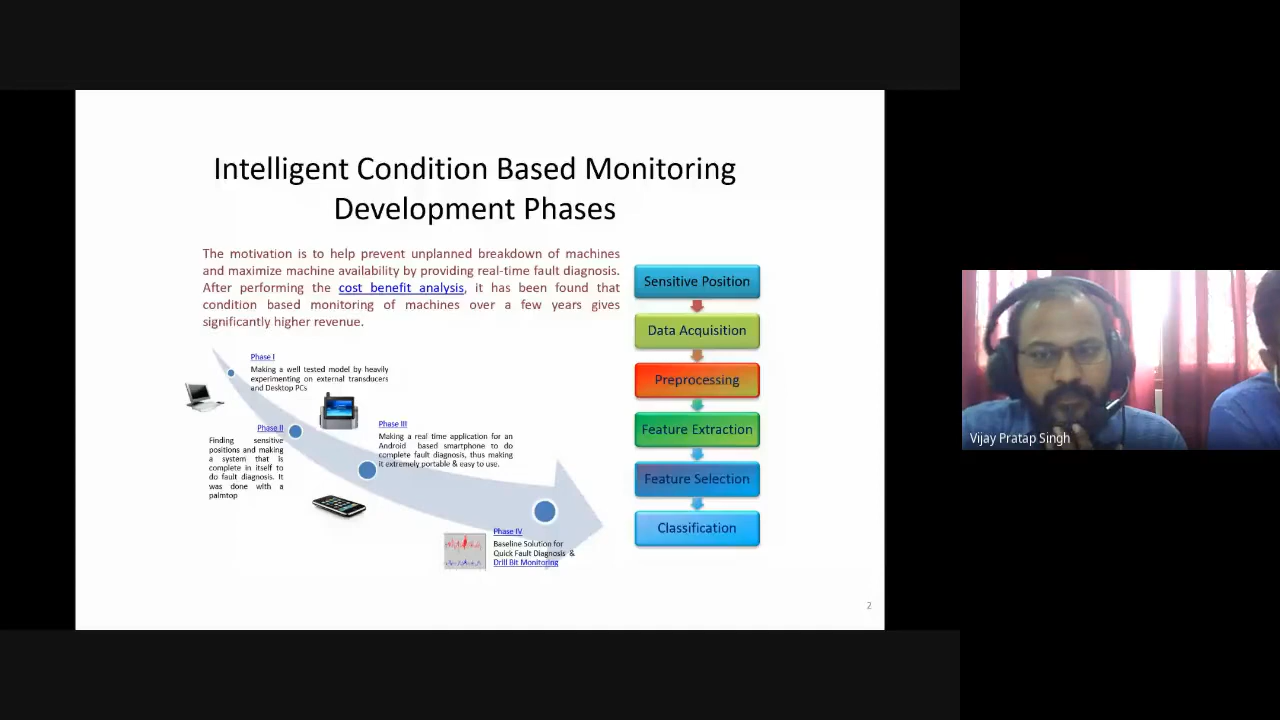 Intelligent Condition Based Monitoring
Development Phases
The motivation is to help prevent unplanned breakdown of machines
and maximize machine availability by providing real-time fault diagnosis.
After performing the cost benefit analysis, it has been found that
condition based monitoring of machines over a few years gives
significantly higher revenue.
Phase I
Making a well tested model by heavily
experimenting on external transducers
and Desktop PCs
Phase II
Finding sensitive
positions and making
a system that is
complete in itself to
do fault diagnosis. It
was done with a
palmtop
Phase III
Making a real time application for an
Android based smartphone to do
complete fault diagnosis, thus making
it extremely portable & easy to use.
Phase IV
Baseline Solution for
Quick Fault Diagnosis &
Drill Bit Monitoring
Sensitive Position
Data Acquisition
Preprocessing
Feature Extraction
Feature Selection
Classification
2
Vijay Pratap Singh